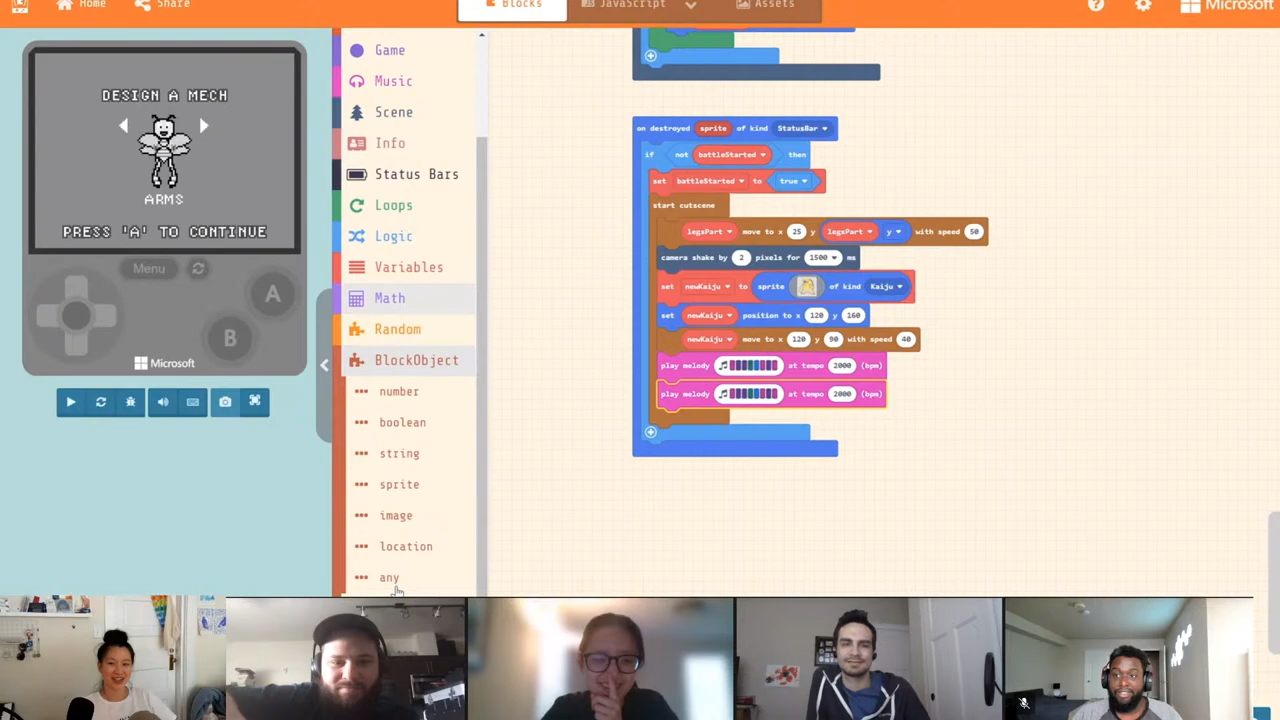 Home
Share
Blocks
JavaScript
Assets
Microsoft
DESIGN A MECH
ARMS
PRESS 'A' TO CONTINUE
Menu
A
B
Microsoft
Game
Music
Scene
Info
Status Bars
Loops
Logic
Variables
Math
Random
BlockObject
number
boolean
string
sprite
image
location
any
on destroyed sprite of kind StatusBar
if not battleStarted then
set battleStarted to true
start cutscene
legsPart move to x 25 legsPart y with speed 50
camera shake by 2 pixels for 1500 ms
set newKaiju to sprite of kind Kaiju
set newKaiju position to x 120 y 160
newKaiju move to x 120 y 90 with speed 40
play melody at tempo 2000 (bpm)
play melody at tempo 2000 (bpm)